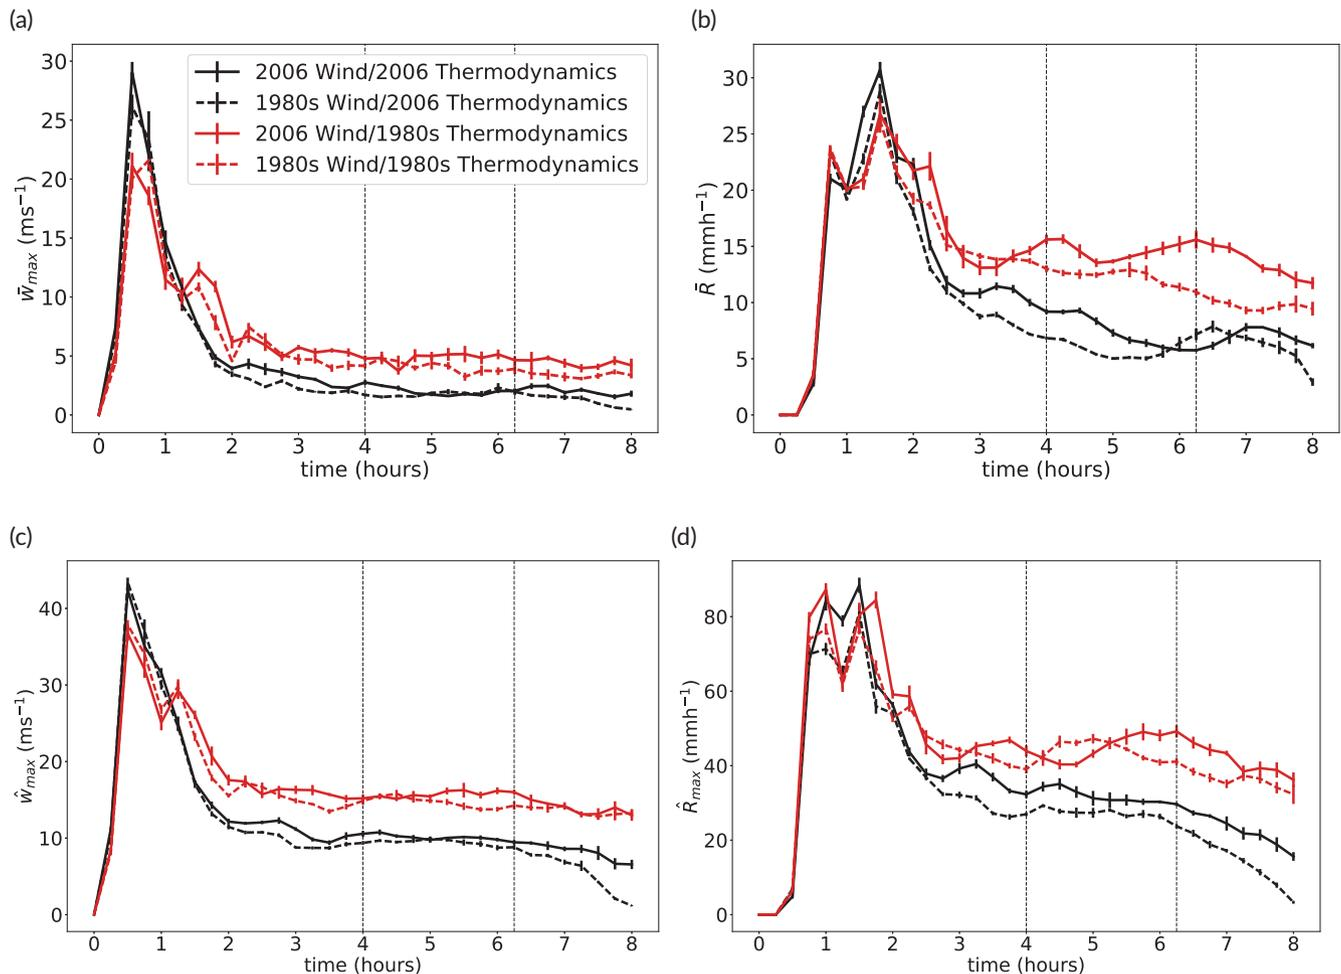 (a)
(b)
30
25
20
15
10
5
0
w̄max (ms−1)
2006 Wind/2006 Thermodynamics
1980s Wind/2006 Thermodynamics
2006 Wind/1980s Thermodynamics
1980s Wind/1980s Thermodynamics
0 1 2 3 4 5 6 7 8
time (hours)
30
25
20
15
10
5
0
R̄ (mmh−1)
0 1 2 3 4 5 6 7 8
time (hours)
(c)
(d)
40
30
20
10
0
ŵmax (ms−1)
0 1 2 3 4 5 6 7 8
time (hours)
80
60
40
20
0
R̂max (mmh−1)
0 1 2 3 4 5 6 7 8
time (hours)